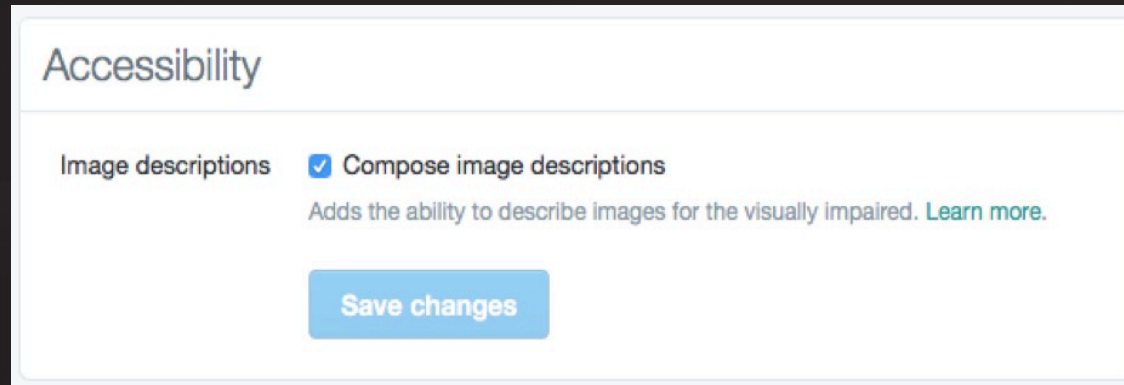 Accessibility
Image descriptions Compose image descriptions
Adds the ability to describe images for the visually impaired. Learn more.
Save changes